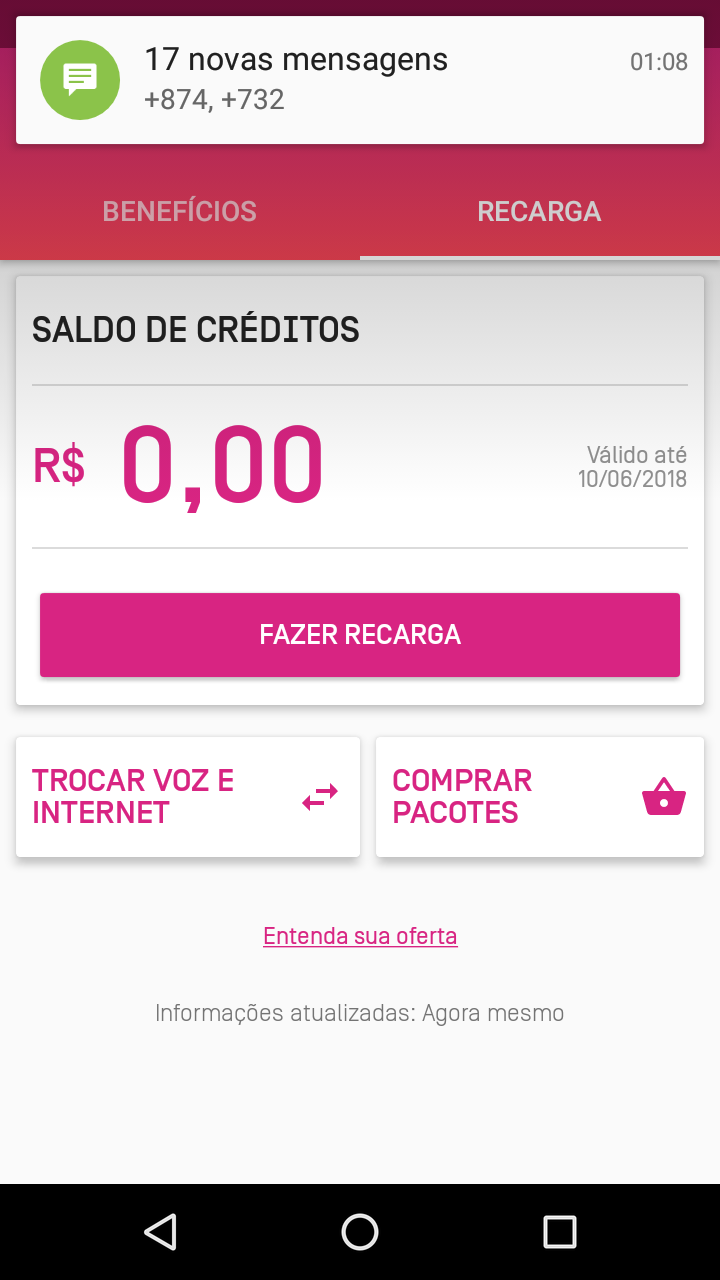 17 novas mensagens
01:08
+874, +732
BENEFÍCIOS
RECARGA
SALDO DE CRÉDITOS
R$ 0,00
Válido até
10/06/2018
FAZER RECARGA
TROCAR VOZ E
INTERNET
COMPRAR
PACOTES
Entenda sua oferta
Informações atualizadas: Agora mesmo